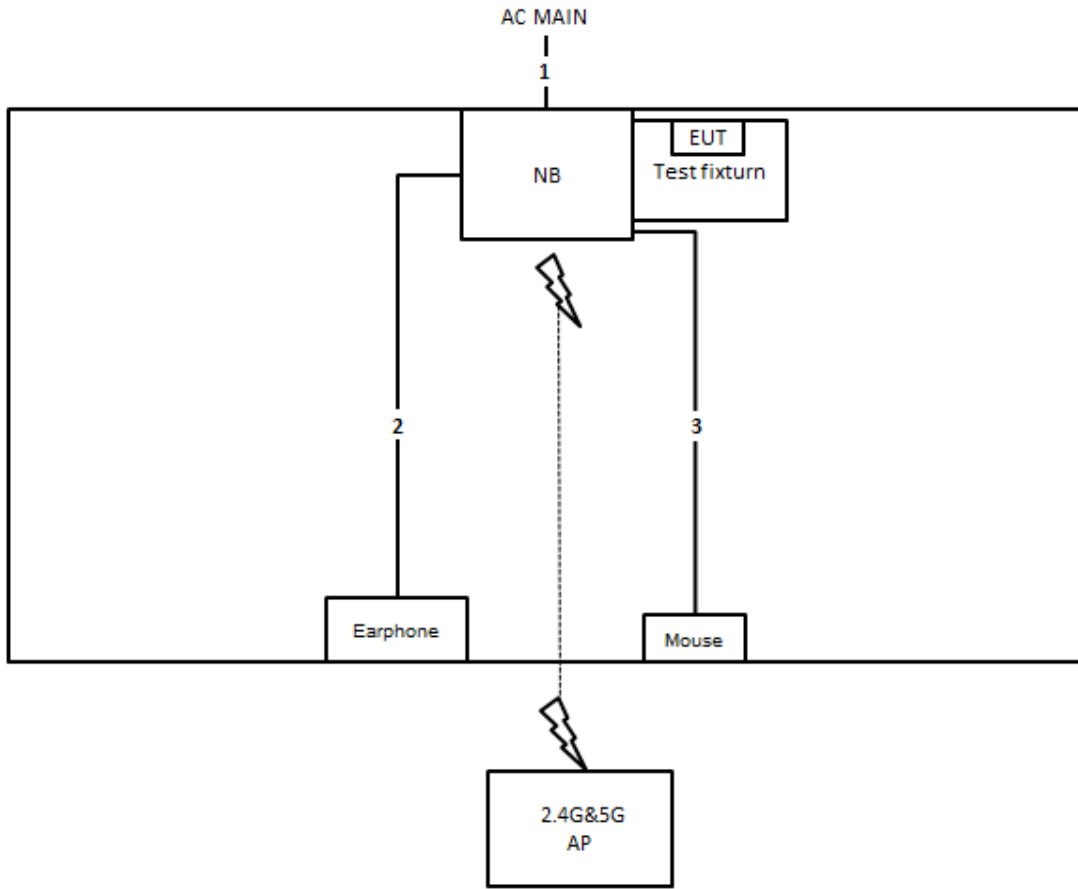 AC MAIN
1
EUT
NB
Test fixturn
2
3
Earphone
Mouse
2.4G&5G
AP